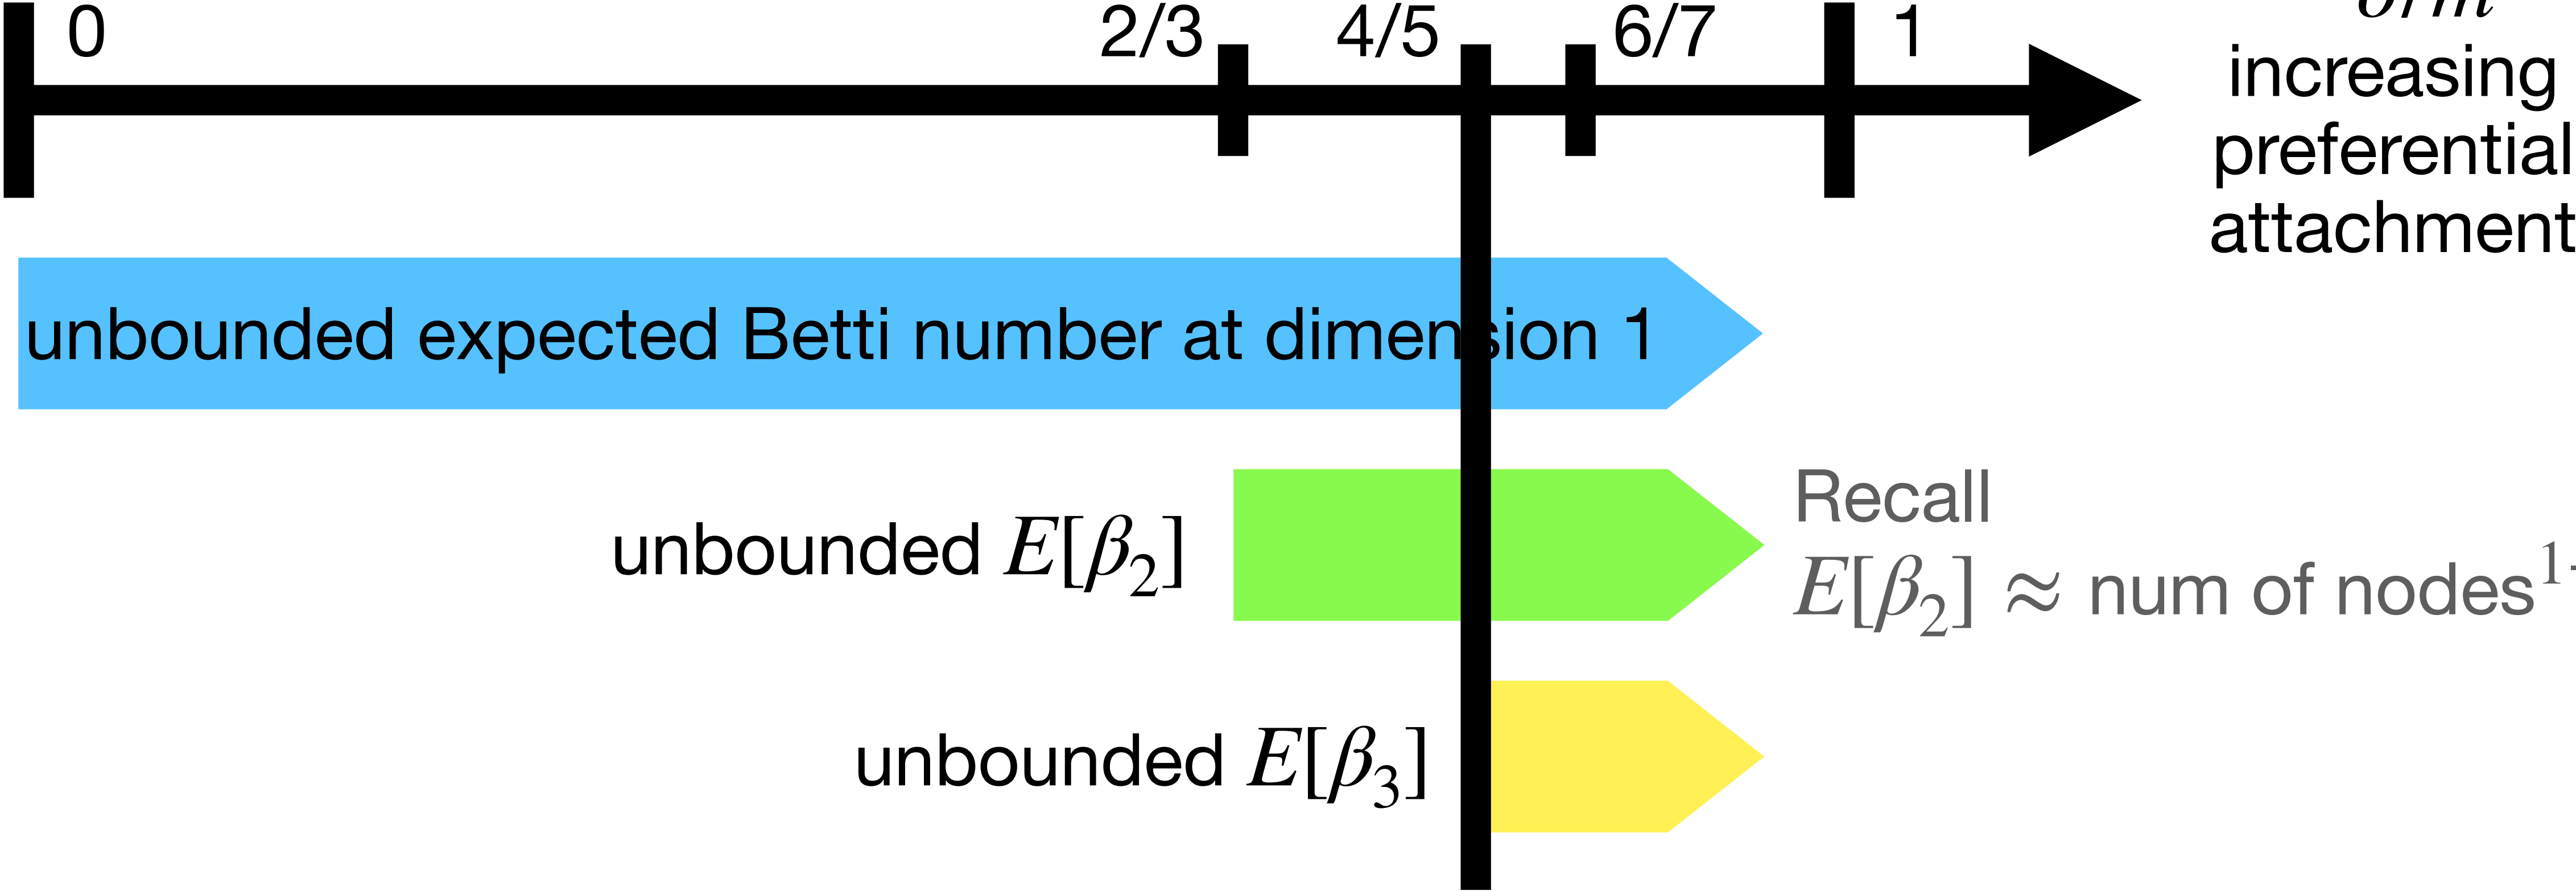 0
2/3
4/5
6/7
1
increasing
preferential
attachment
unbounded expected Betti number at dimension 1
unbounded E[β₂]
Recall
E[β₂] ≈ num of nodes¹
unbounded E[β₃]